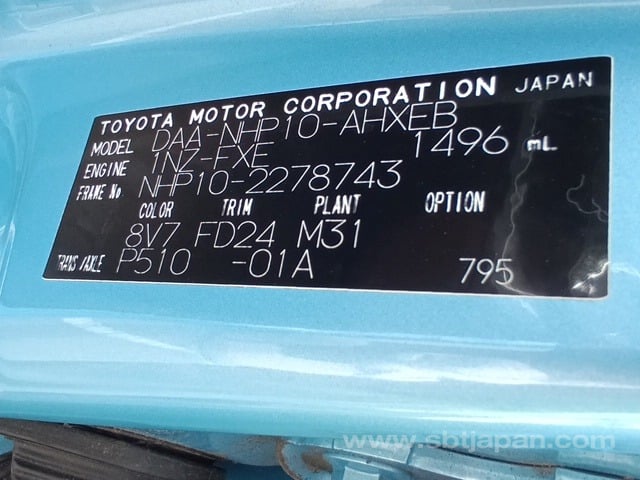 TOYOTA MOTOR CORPORATION JAPAN
MODEL DAA-NHP10-AHXEB
ENGINE 1NZ-FXE 1496 mL
FRAME No. NHP10-2278743
COLOR TRIM PLANT OPTION
8V7 FD24 M31
TRANS/AXLE P510 -01A 795
www.sbtjapan.com